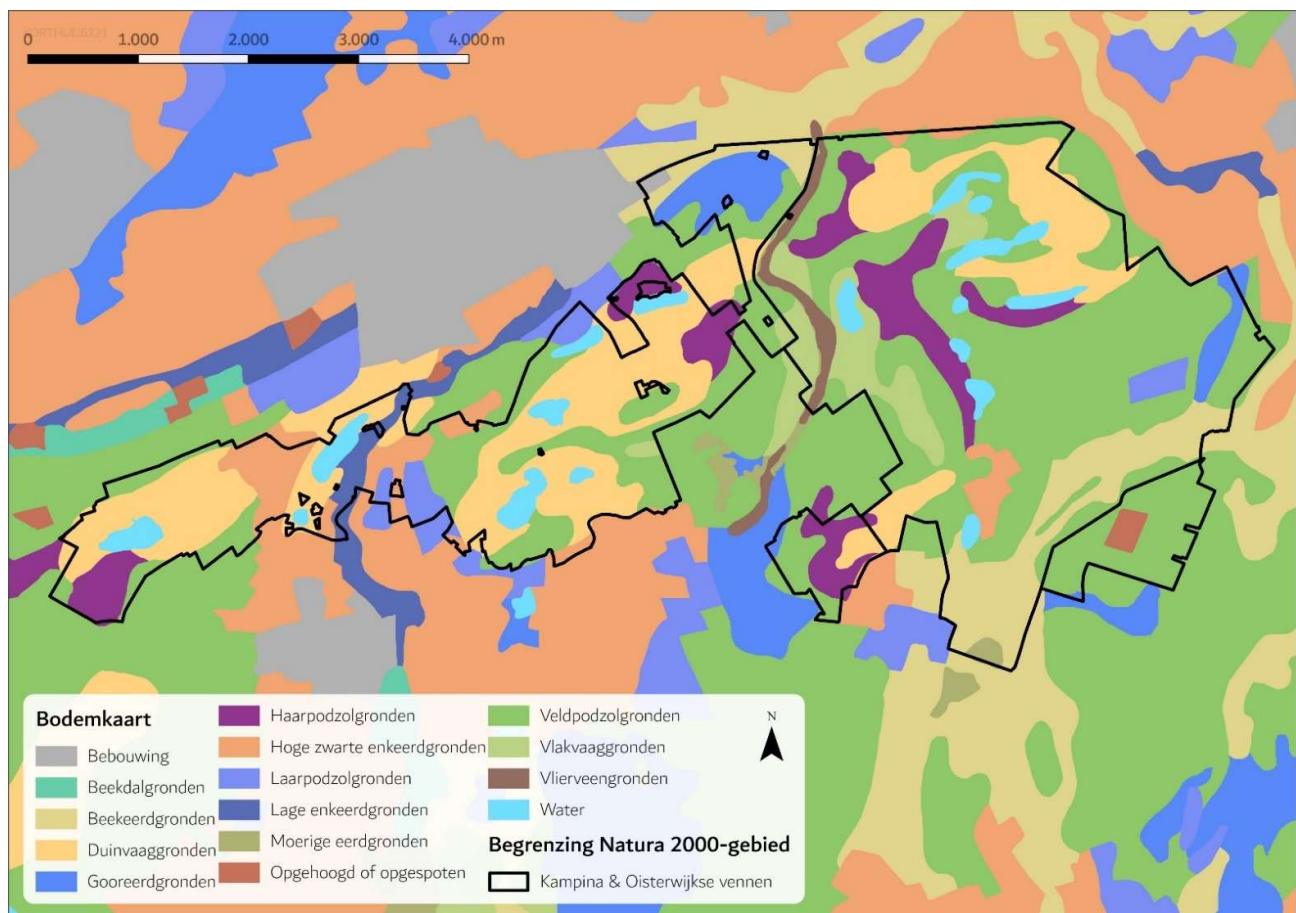 0 1.000 2.000 3.000 4.000 m
Bodemkaart
Bebouwing
Beekdalgronden
Beekeerdgronden
Duinvaaggronden
Gooreerdgronden
Haarpodzolgronden
Hoge zwarte enkeerdgronden
Laarpodzolgronden
Lage enkeerdgronden
Moerige eerdgronden
Opgehoogd of opgespoten
Veldpodzolgronden
Vlakvaaggronden
Vlierveengronden
Water
Begrenzing Natura 2000-gebied
Kampina & Oisterwijkse vennen
N